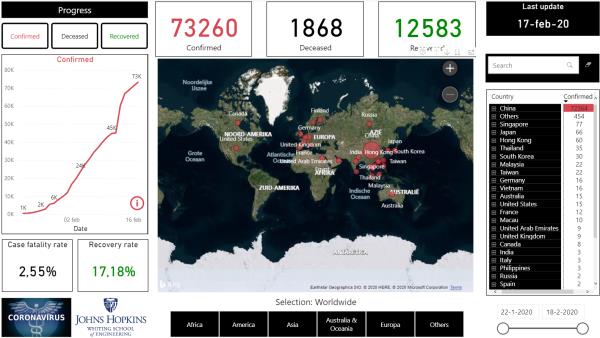 Progress
Confirmed
Deceased
Recovered
Confirmed
80K
70K
60K
50K
40K
30K
20K
10K
0K
1K
2K
6K
24K
45K
73K
02 feb
16 feb
Date
Case fatality rate
2,55%
Recovery rate
17,18%
CORONAVIRUS
JOHNS HOPKINS
WHITING SCHOOL
of ENGINEERING
73260
Confirmed
1868
Deceased
12583
Noordelijke
IJszee
Canada
NOORD-AMERIKA
United States
Grote
Oceaan
Atlantische
Oceaan
ZUID-AMERIKA
Finland
Germany
EUROPA
United Kingdom
France
United Arab Emirates
AFRIKA
Russia
AZIË
Japan
India
Hong Kong
Taiwan
Singapore
Thailand
Malaysia
Indische
Oceaan
AUSTRALIË
Australia
ANTARCTICA
Bing
Earthstar Geographics SIO, © 2020 HERE, © 2020 Microsoft Corporation Terms
Selection: Worldwide
Africa
America
Asia
Australia &
Oceania
Europa
Others
Last update
17-feb-20
Search
Country Confirmed
China
Others 454
Singapore 77
Japan 66
Hong Kong 60
Thailand 35
South Korea 30
Malaysia 22
Taiwan 22
Germany 16
Vietnam 16
Australia 15
United States 15
France 12
Macau 10
United Arab Emirates 9
United Kingdom 9
Canada 8
India 3
Italy 3
Philippines 3
Russia 2
Spain 2
22-1-2020
18-2-2020